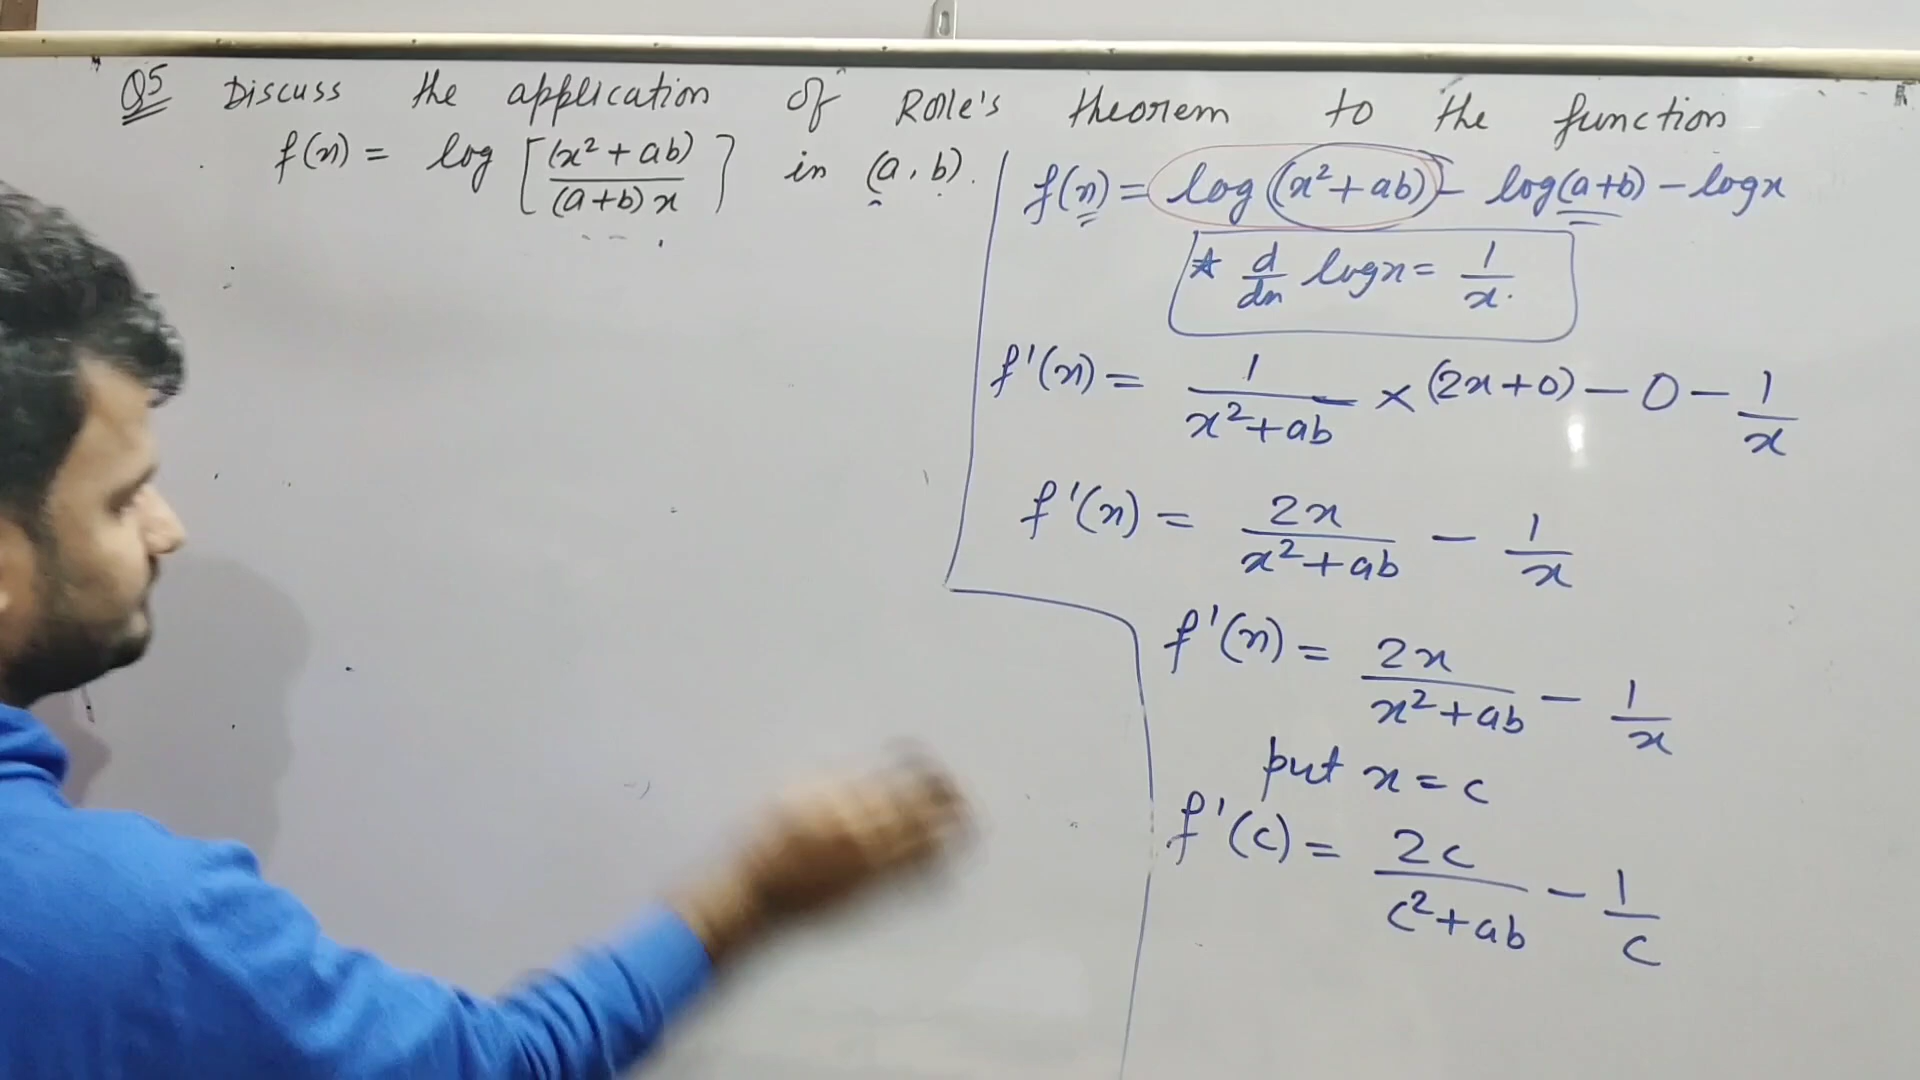 Q5 Discuss the application of Rolle's theorem to the function
f(x) = log [(x²+ab)/(a+b)x] in (a, b).
f(x) = log(x²+ab) - log(a+b) - logx
* d/dx logx = 1/x.
f'(x) = 1/(x²+ab) × (2x+0) - 0 - 1/x
f'(x) = 2x/(x²+ab) - 1/x
f'(x) = 2x/(x²+ab) - 1/x
put x = c
f'(c) = 2c/(c²+ab) - 1/c